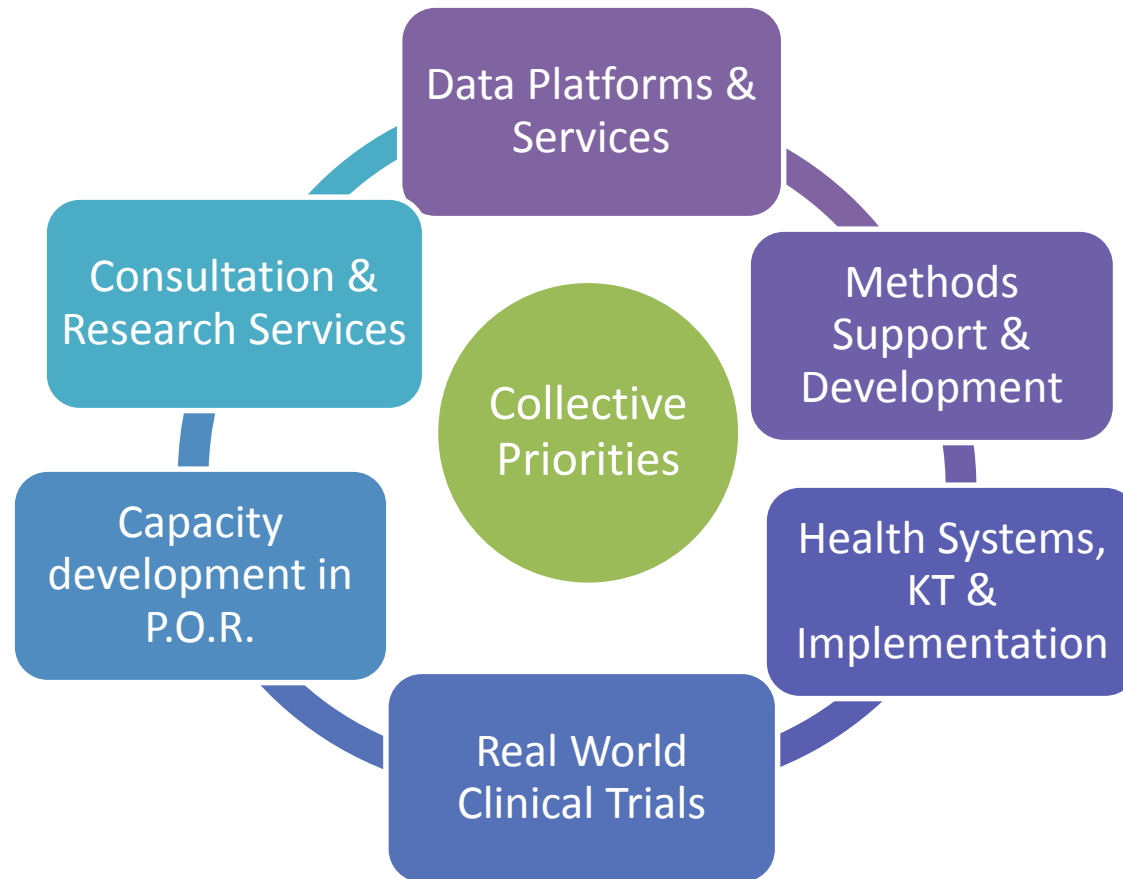 Data Platforms &
Services
Methods
Support &
Development
Health Systems,
KT &
Implementation
Real World
Clinical Trials
Capacity
development in
P.O.R.
Consultation &
Research Services
Collective
Priorities